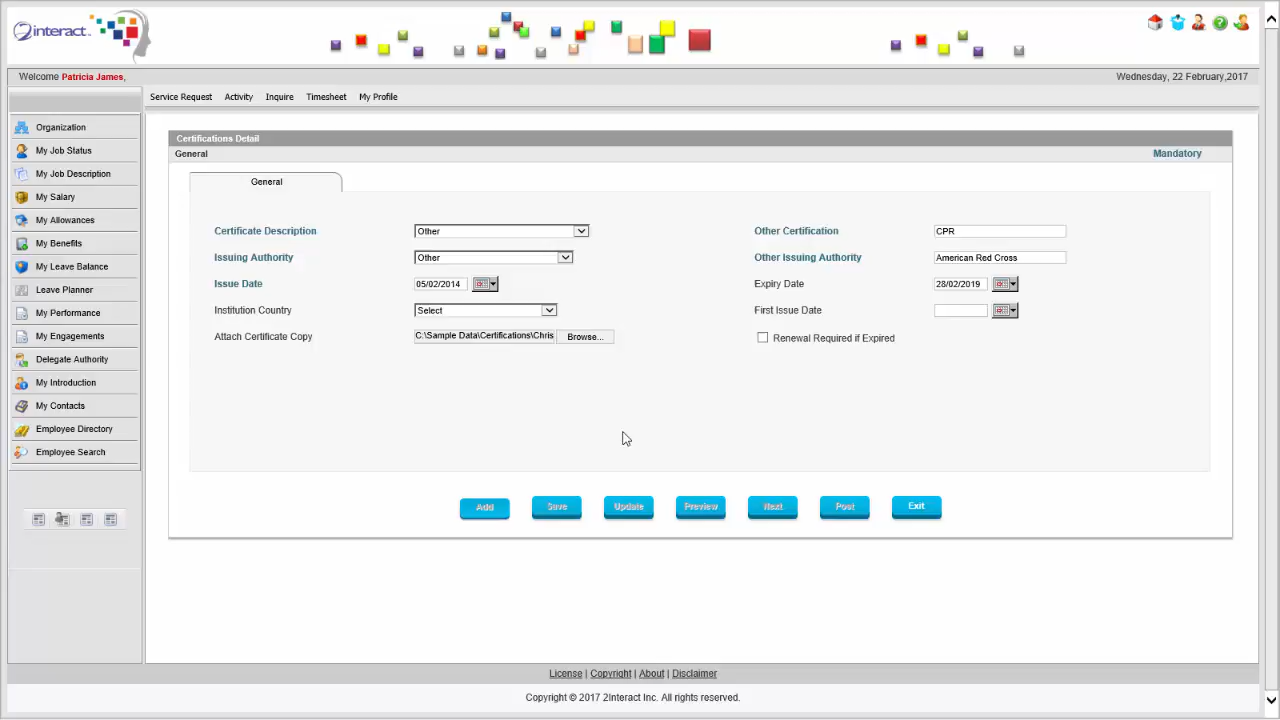 2interact™
Welcome Patricia James,
Wednesday, 22 February,2017
Service Request Activity Inquire Timesheet My Profile
Organization
My Job Status
My Job Description
My Salary
My Allowances
My Benefits
My Leave Balance
Leave Planner
My Performance
My Engagements
Delegate Authority
My Introduction
My Contacts
Employee Directory
Employee Search
Certifications Detail
General Mandatory
General
Certificate Description Other Other Certification CPR
Issuing Authority Other Other Issuing Authority American Red Cross
Issue Date 05/02/2014 Expiry Date 28/02/2019
Institution Country Select First Issue Date
Attach Certificate Copy C:\Sample Data\Certifications\Chris Browse... Renewal Required if Expired
Add Save Update Preview Next Post Exit
License | Copyright | About | Disclaimer
Copyright © 2017 2Interact Inc. All rights reserved.